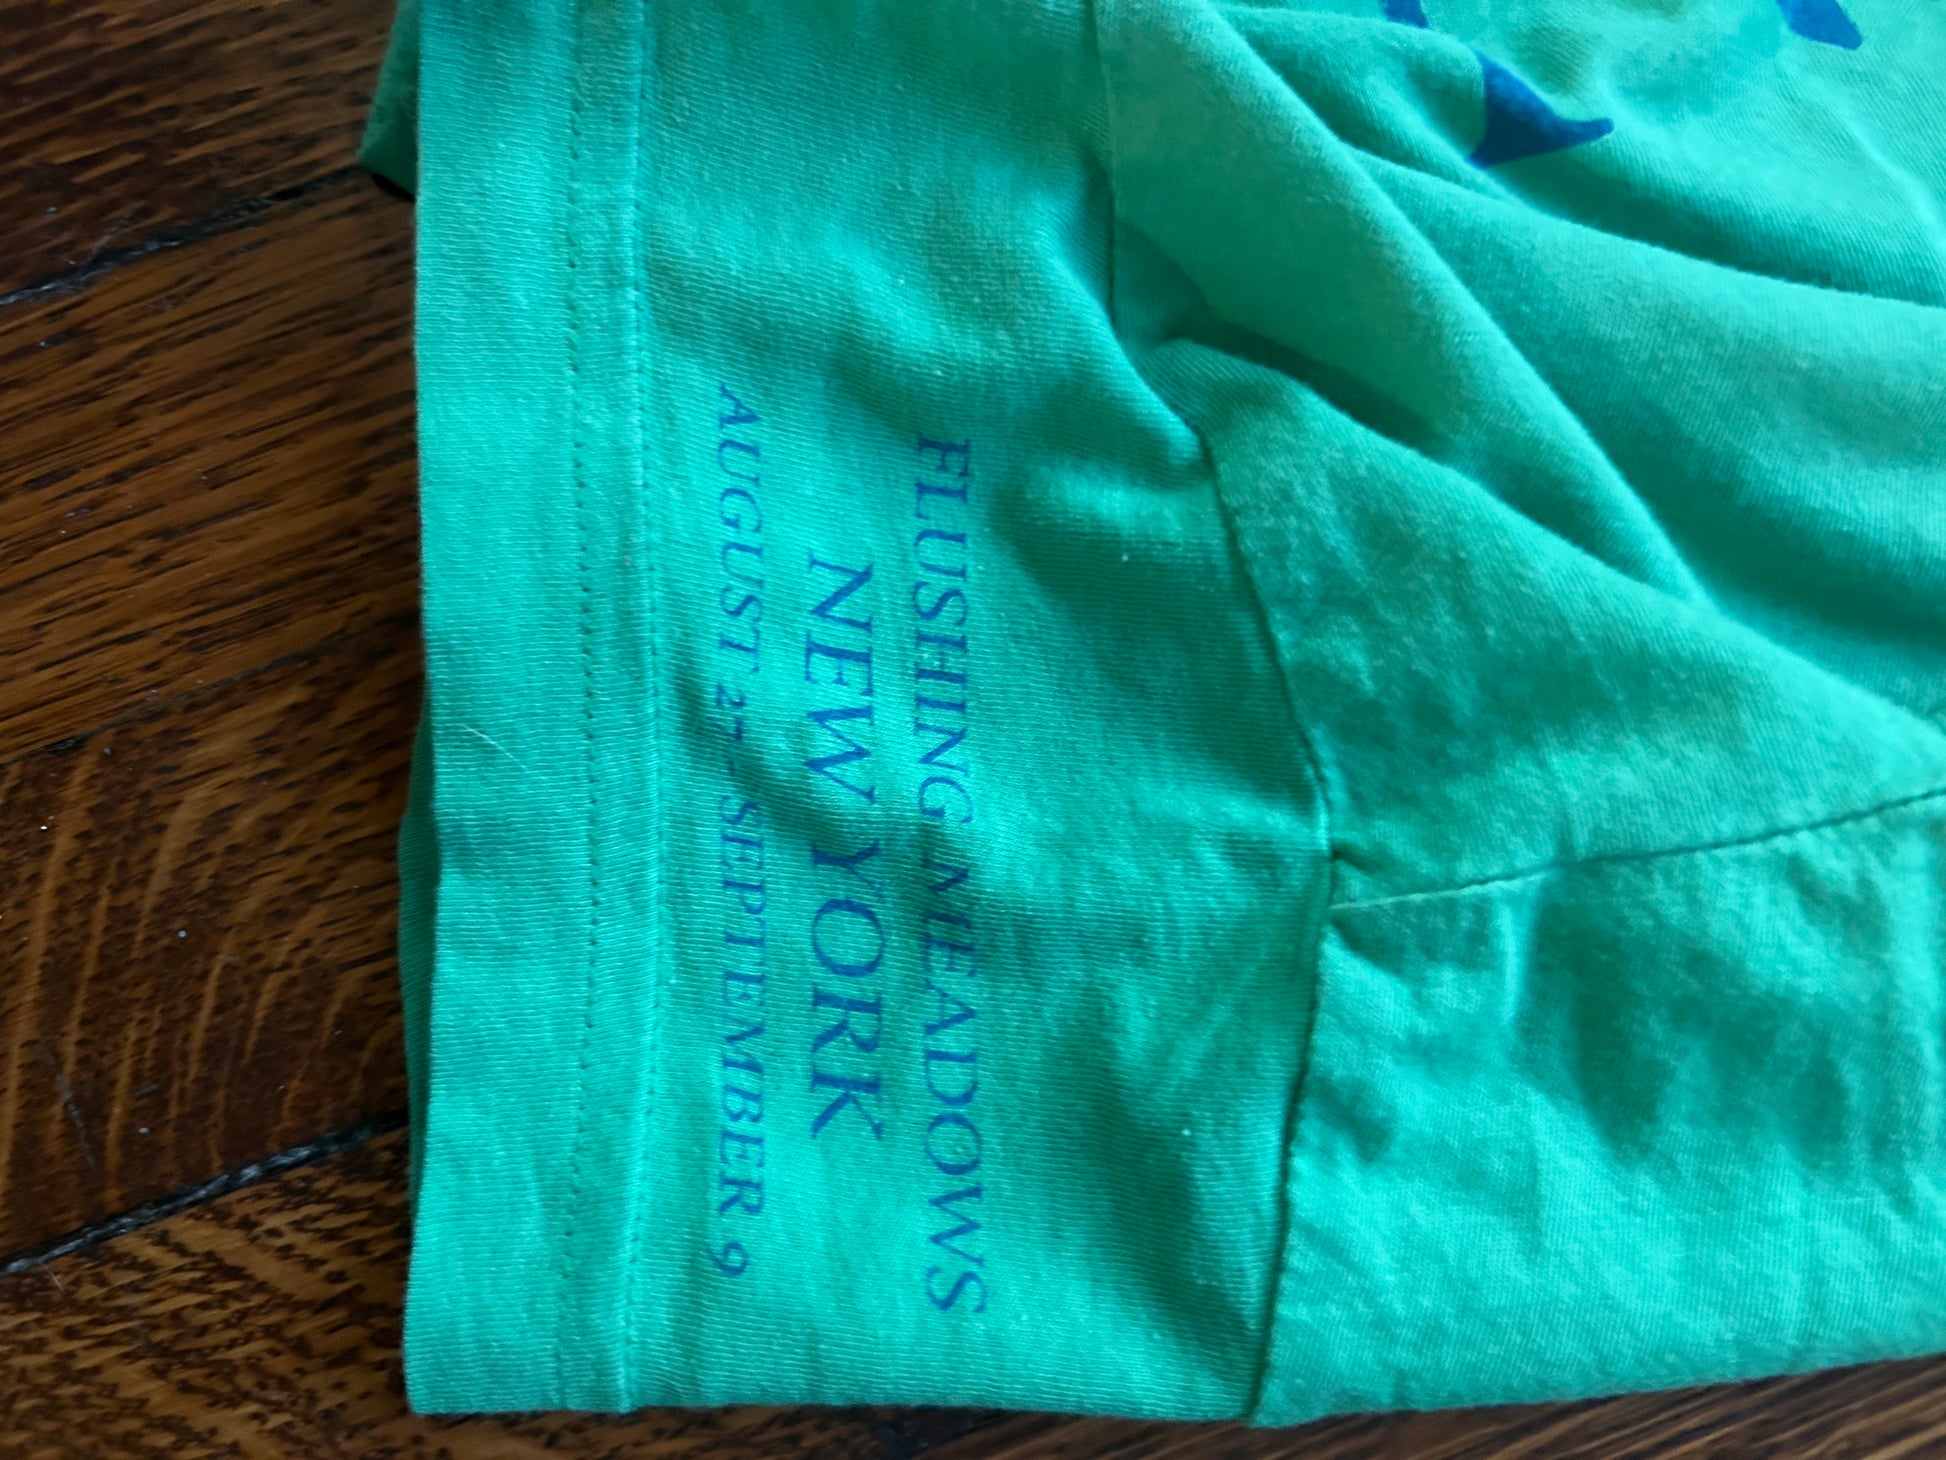 FLUSHING MEADOWS
NEW YORK
AUGUST 27 - SEPTEMBER 9